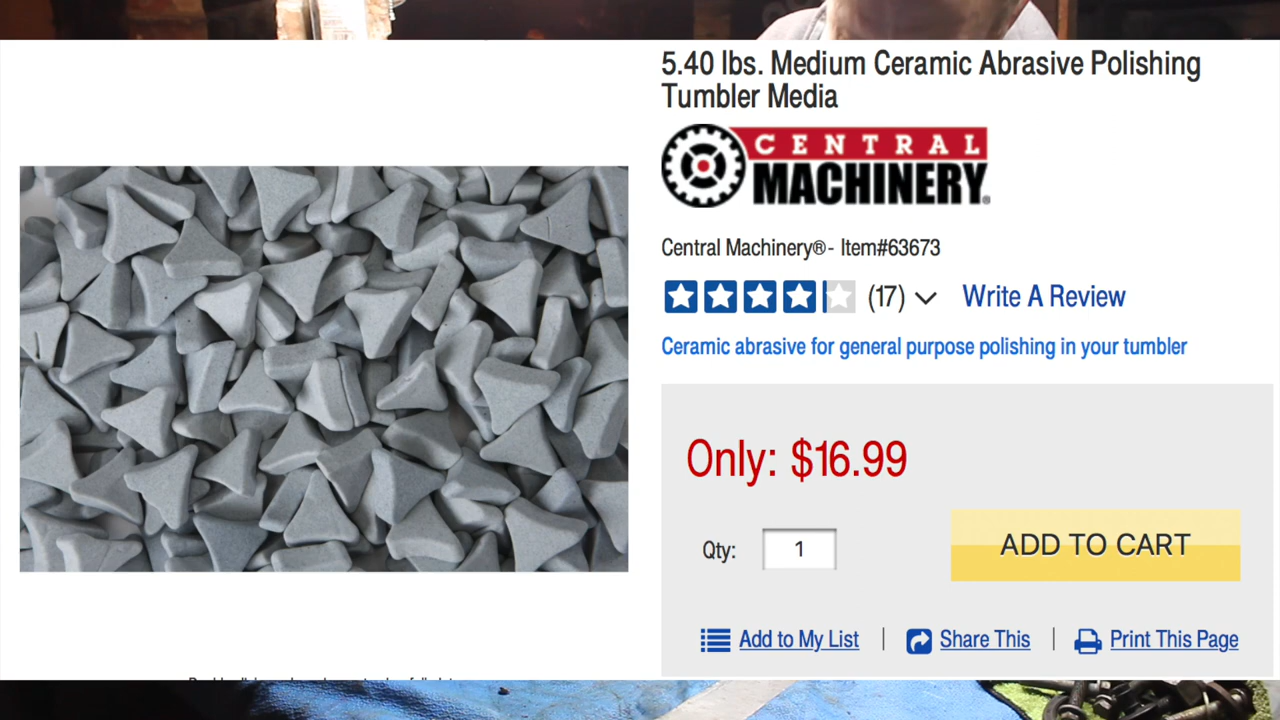 5.40 lbs. Medium Ceramic Abrasive Polishing
Tumbler Media
CENTRAL
MACHINERY®
Central Machinery®- Item#63673
(17) Write A Review
Ceramic abrasive for general purpose polishing in your tumbler
Only: $16.99
Qty: 1 ADD TO CART
Add to My List | Share This | Print This Page